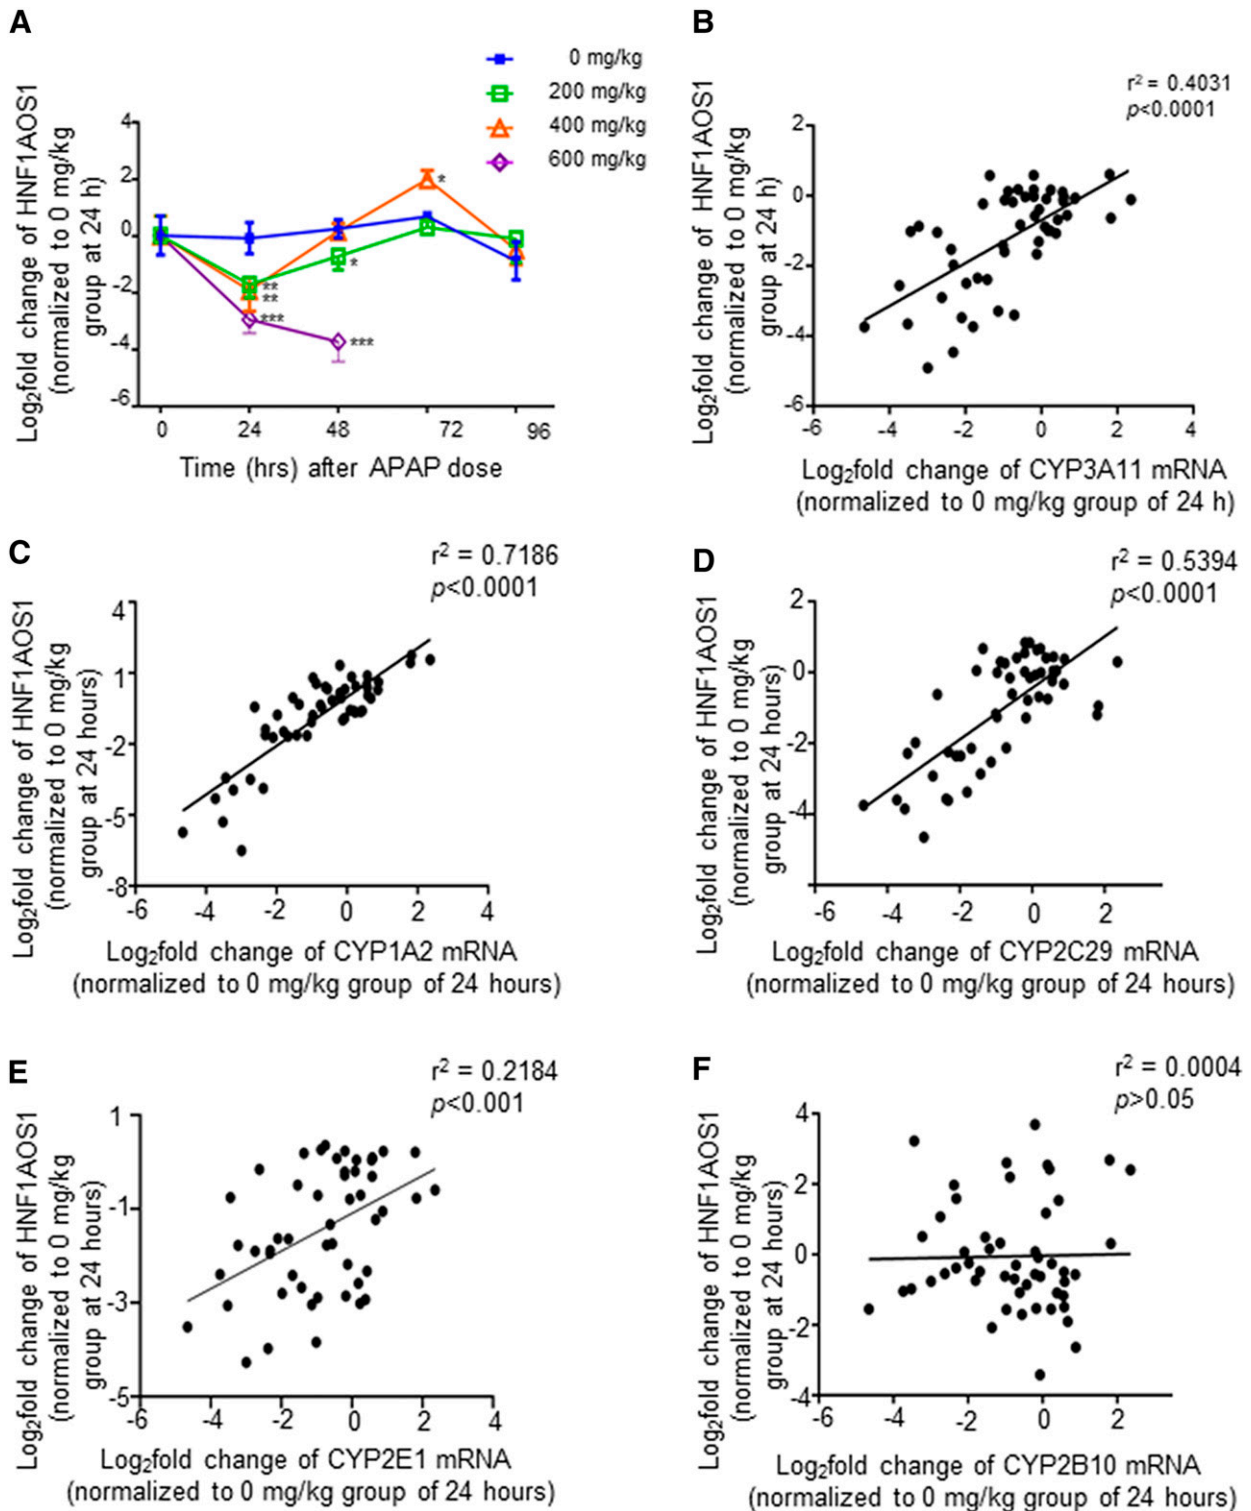 A
0 mg/kg
200 mg/kg
400 mg/kg
600 mg/kg
Log2fold change of HNF1AOS1
(normalized to 0 mg/kg
group at 24 h)
4
2
0
-2
-4
-6
*
**
**
***
*
***
0 24 48 72 96
Time (hrs) after APAP dose
B
r2 = 0.4031
p<0.0001
Log2fold change of HNF1AOS1
(normalized to 0 mg/kg
group at 24 h)
2
0
-2
-4
-6
-6 -4 -2 0 2 4
Log2fold change of CYP3A11 mRNA
(normalized to 0 mg/kg group of 24 h)
C
r2 = 0.7186
p<0.0001
Log2fold change of HNF1AOS1
(normalized to 0 mg/kg
group at 24 hours)
4
1
-2
-5
-8
-6 -4 -2 0 2 4
Log2fold change of CYP1A2 mRNA
(normalized to 0 mg/kg group of 24 hours)
D
r2 = 0.5394
p<0.0001
Log2fold change of HNF1AOS1
(normalized to 0 mg/kg
group at 24 hours)
2
0
-2
-4
-6 -4 -2 0 2
Log2fold change of CYP2C29 mRNA
(normalized to 0 mg/kg group of 24 hours)
E
r2 = 0.2184
p<0.001
Log2fold change of HNF1AOS1
(normalized to 0 mg/kg
group at 24 hours)
1
-1
-3
-5
-6 -4 -2 0 2 4
Log2fold change of CYP2E1 mRNA
(normalized to 0 mg/kg group of 24 hours)
F
r2 = 0.0004
p>0.05
Log2fold change of HNF1AOS1
(normalized to 0 mg/kg
group at 24 hours)
4
2
0
-2
-4
-6 -4 -2 0 2
Log2fold change of CYP2B10 mRNA
(normalized to 0 mg/kg group of 24 hours)